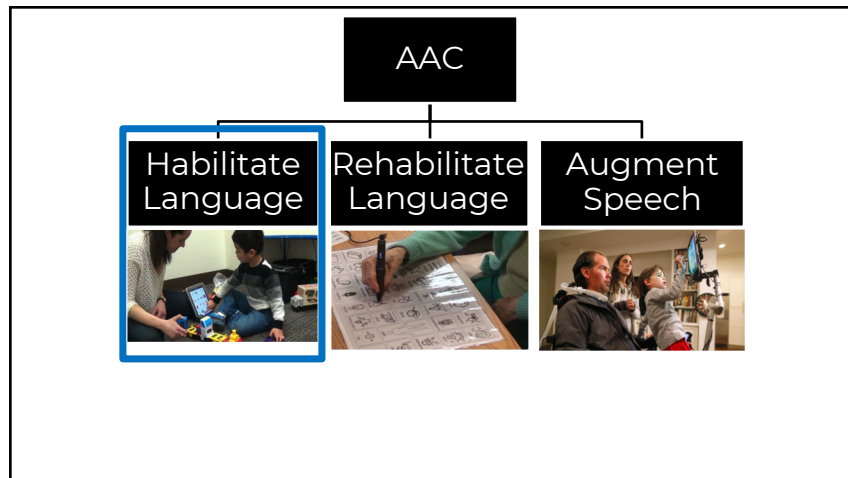 AAC
Habilitate
Language
Rehabilitate
Language
Augment
Speech